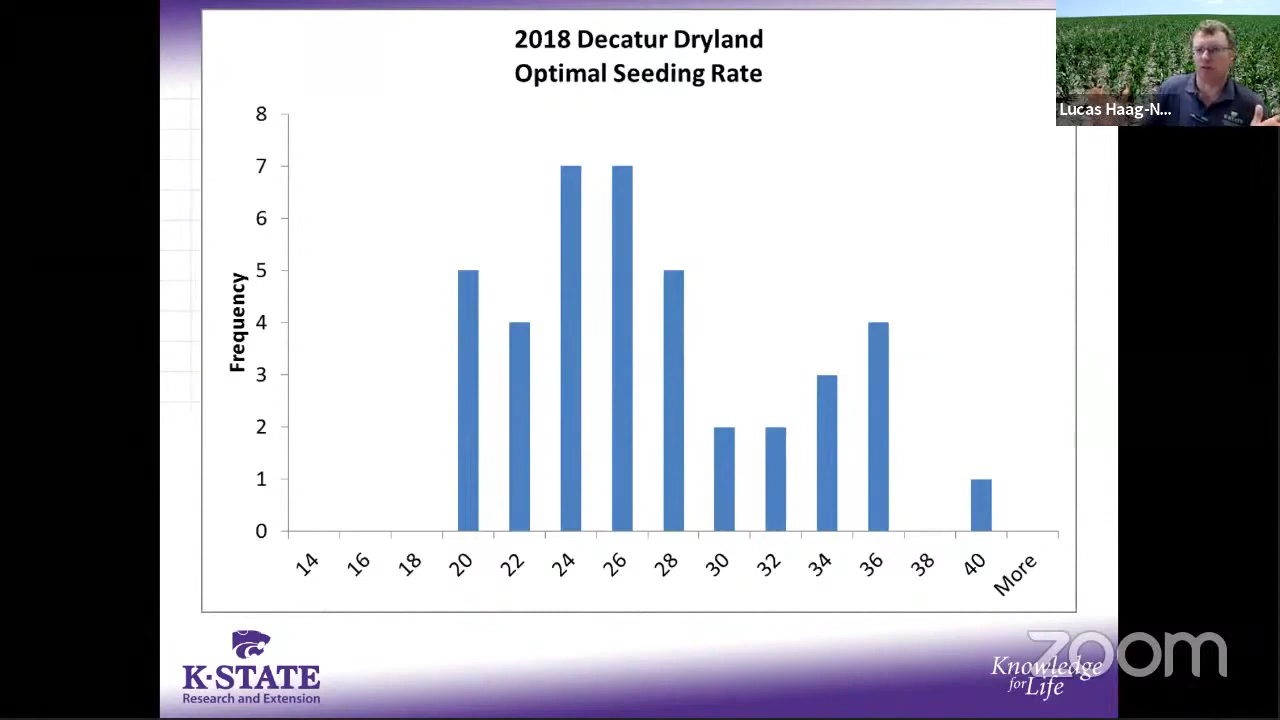 2018 Decatur Dryland
Optimal Seeding Rate
Lucas Haag-N...
8
7
6
5
4
3
2
1
0
Frequency
14 16 18 20 22 24 26 28 30 32 34 36 38 40 More
K-STATE
Research and Extension
Knowledge
for Life
zoom